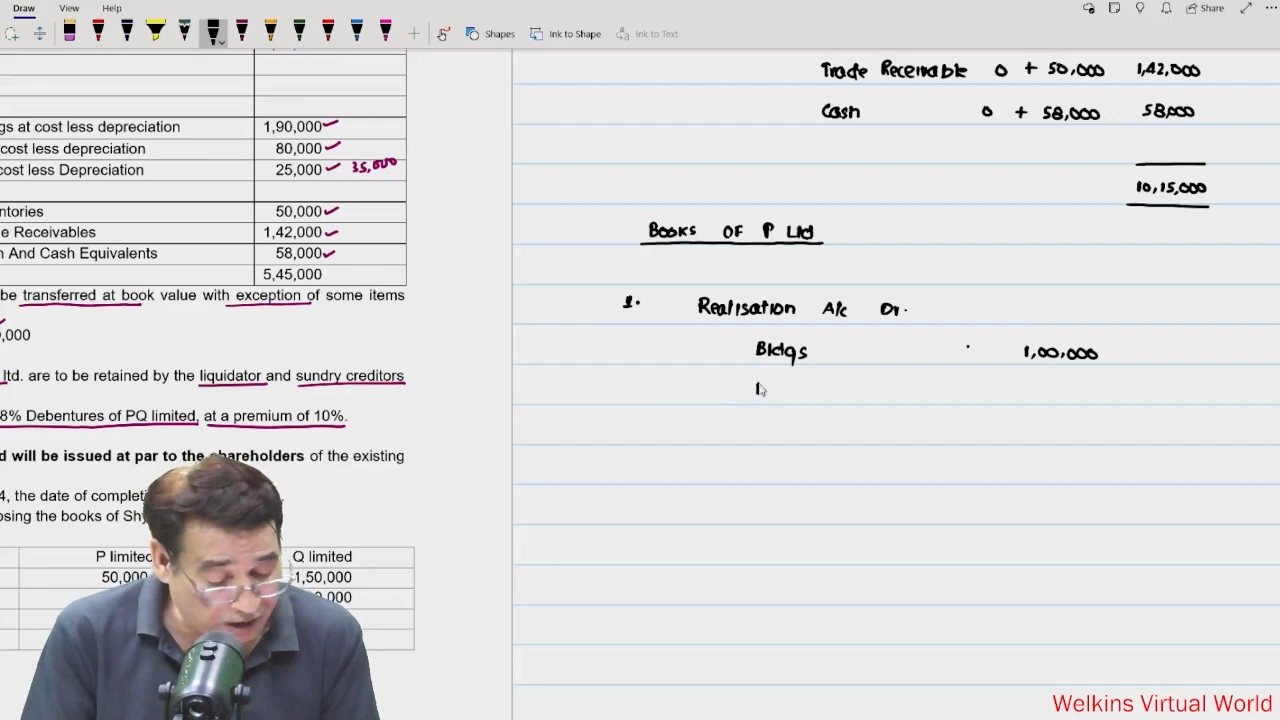 Draw View Help
Shapes Ink to Shape Ink to Text Share
gs at cost less depreciation 1,90,000
cost less depreciation 80,000
cost less Depreciation 25,000 35,000
ntories 50,000
e Receivables 1,42,000
n And Cash Equivalents 58,000
5,45,000
be transferred at book value with exception of some items
,000
td. are to be retained by the liquidator and sundry creditors
8% Debentures of PQ limited, at a premium of 10%.
d will be issued at par to the shareholders of the existing
4, the date of completi
osing the books of Shy
P limited Q limited
50,000 1,50,000
Trade Receivable 0 + 50,000 1,42,000
Cash 0 + 58,000 58,000
10,15,000
Books OF P Ltd
1. Realisation A/c Dr.
Bldgs 1,00,000
Welkins Virtual World